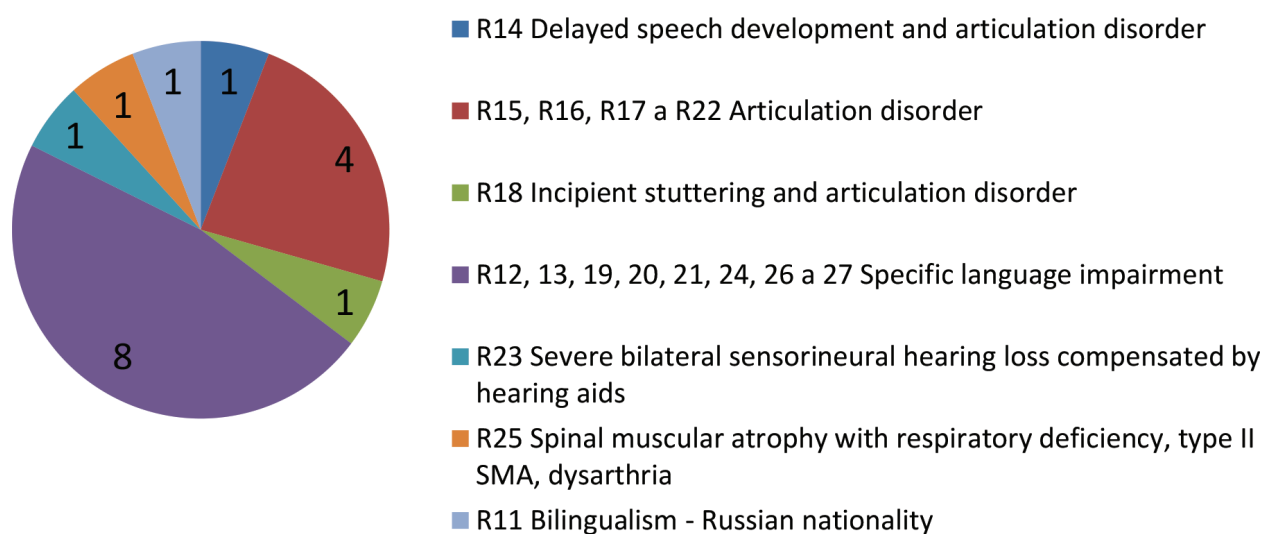 1
4
1
8
1
1
1
R14 Delayed speech development and articulation disorder
R15, R16, R17 a R22 Articulation disorder
R18 Incipient stuttering and articulation disorder
R12, 13, 19, 20, 21, 24, 26 a 27 Specific language impairment
R23 Severe bilateral sensorineural hearing loss compensated by
hearing aids
R25 Spinal muscular atrophy with respiratory deficiency, type II
SMA, dysarthria
R11 Bilingualism - Russian nationality